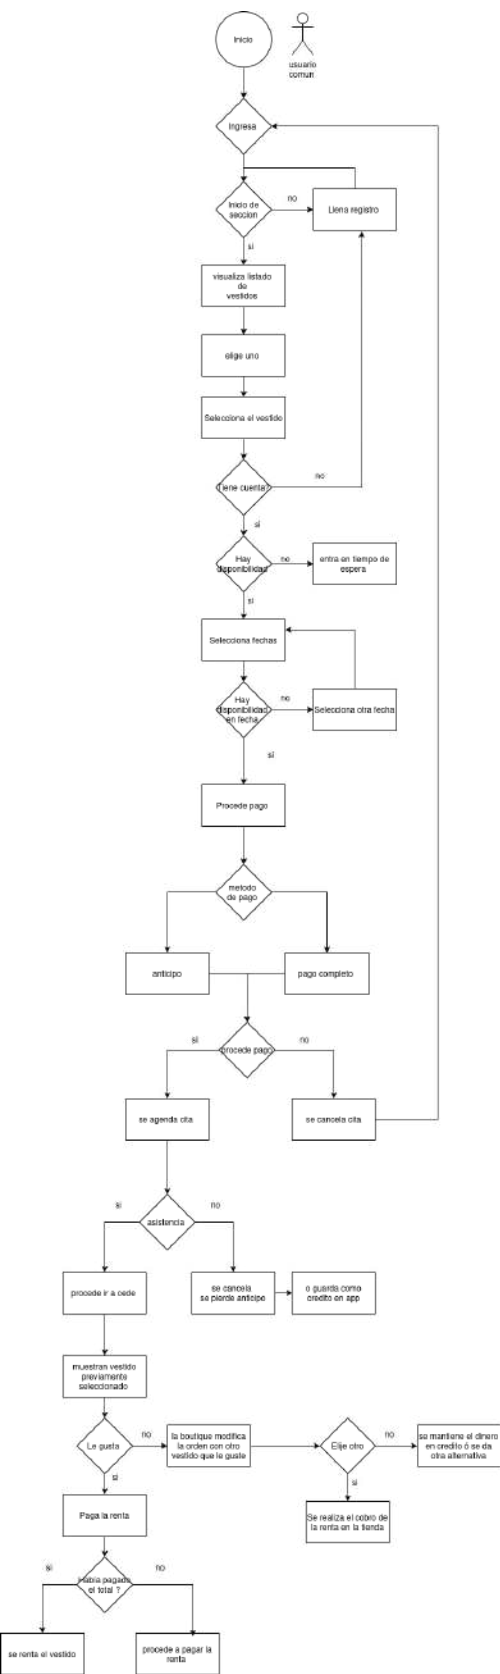 Inicio
usuario
comun
Ingresa
Inicio de
seccion
no
Llena registro
si
visualiza listado
de
vestidos
elige uno
Selecciona el vestido
Tiene cuenta?
no
si
Hay
disponibilidad
no
entra en tiempo de
espera
si
Selecciona fechas
Hay
disponibilidad
en fecha
no
Selecciona otra fecha
si
Procede pago
metodo
de pago
anticipo
pago completo
si
procede pago
no
se agenda cita
se cancela cita
si
asistencia
no
procede ir a cede
se cancela
se pierde anticipo
o guarda como
credito en app
muestran vestido
previamente
seleccionado
Le gusta
no
la boutique modifica
la orden con otro
vestido que le guste
Elije otro
no
se mantiene el dinero
en credito ó se da
otra alternativa
si
si
Paga la renta
Se realiza el cobro de
la renta en la tienda
si
Habia pagado
el total ?
no
se renta el vestido
procede a pagar la
renta